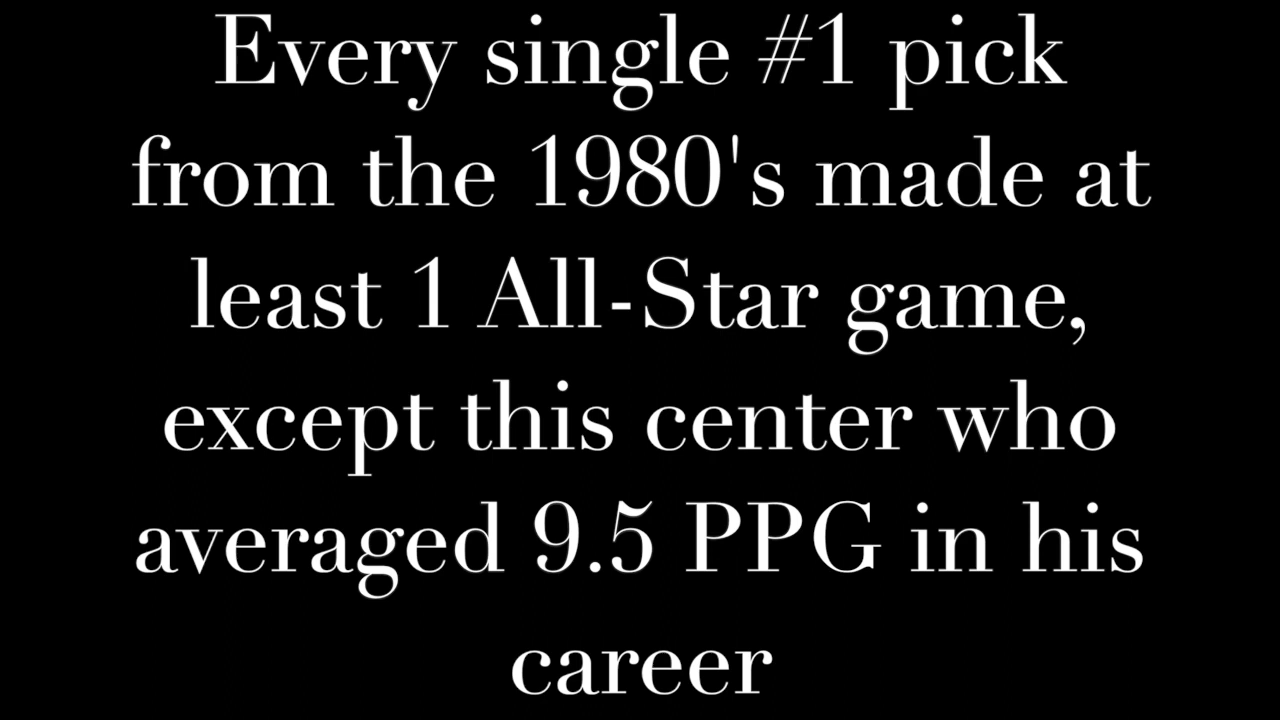 Every single #1 pick
from the 1980's made at
least 1 All-Star game,
except this center who
averaged 9.5 PPG in his
career